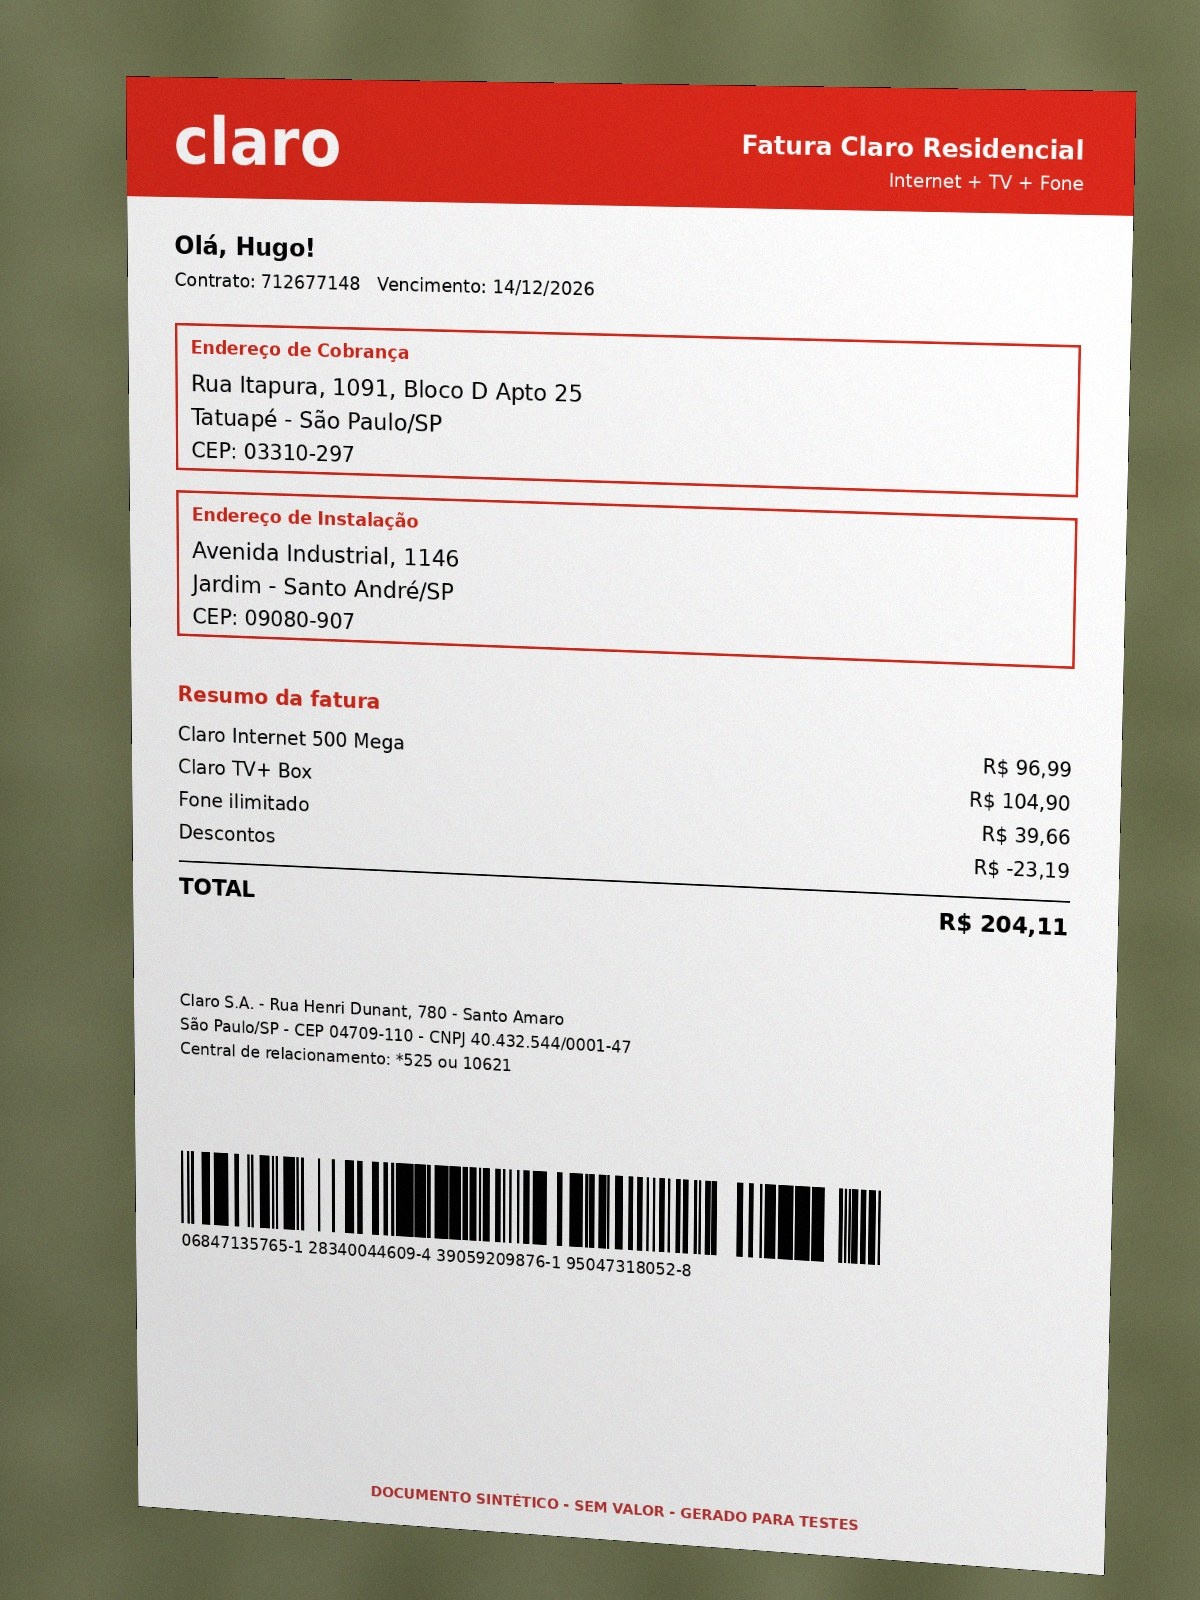 claro
Fatura Claro Residencial
Internet + TV + Fone
Olá, Hugo!
Contrato: 712677148 Vencimento: 14/12/2026
Endereço de Cobrança
Rua Itapura, 1091, Bloco D Apto 25
Tatuapé - São Paulo/SP
CEP: 03310-297
Endereço de Instalação
Avenida Industrial, 1146
Jardim - Santo André/SP
CEP: 09080-907
Resumo da fatura
Claro Internet 500 Mega R$ 96,99
Claro TV+ Box R$ 104,90
Fone ilimitado R$ 39,66
Descontos R$ -23,19
TOTAL R$ 204,11
Claro S.A. - Rua Henri Dunant, 780 - Santo Amaro
São Paulo/SP - CEP 04709-110 - CNPJ 40.432.544/0001-47
Central de relacionamento: *525 ou 10621
06847135765-1 28340044609-4 39059209876-1 95047318052-8
DOCUMENTO SINTÉTICO - SEM VALOR - GERADO PARA TESTES